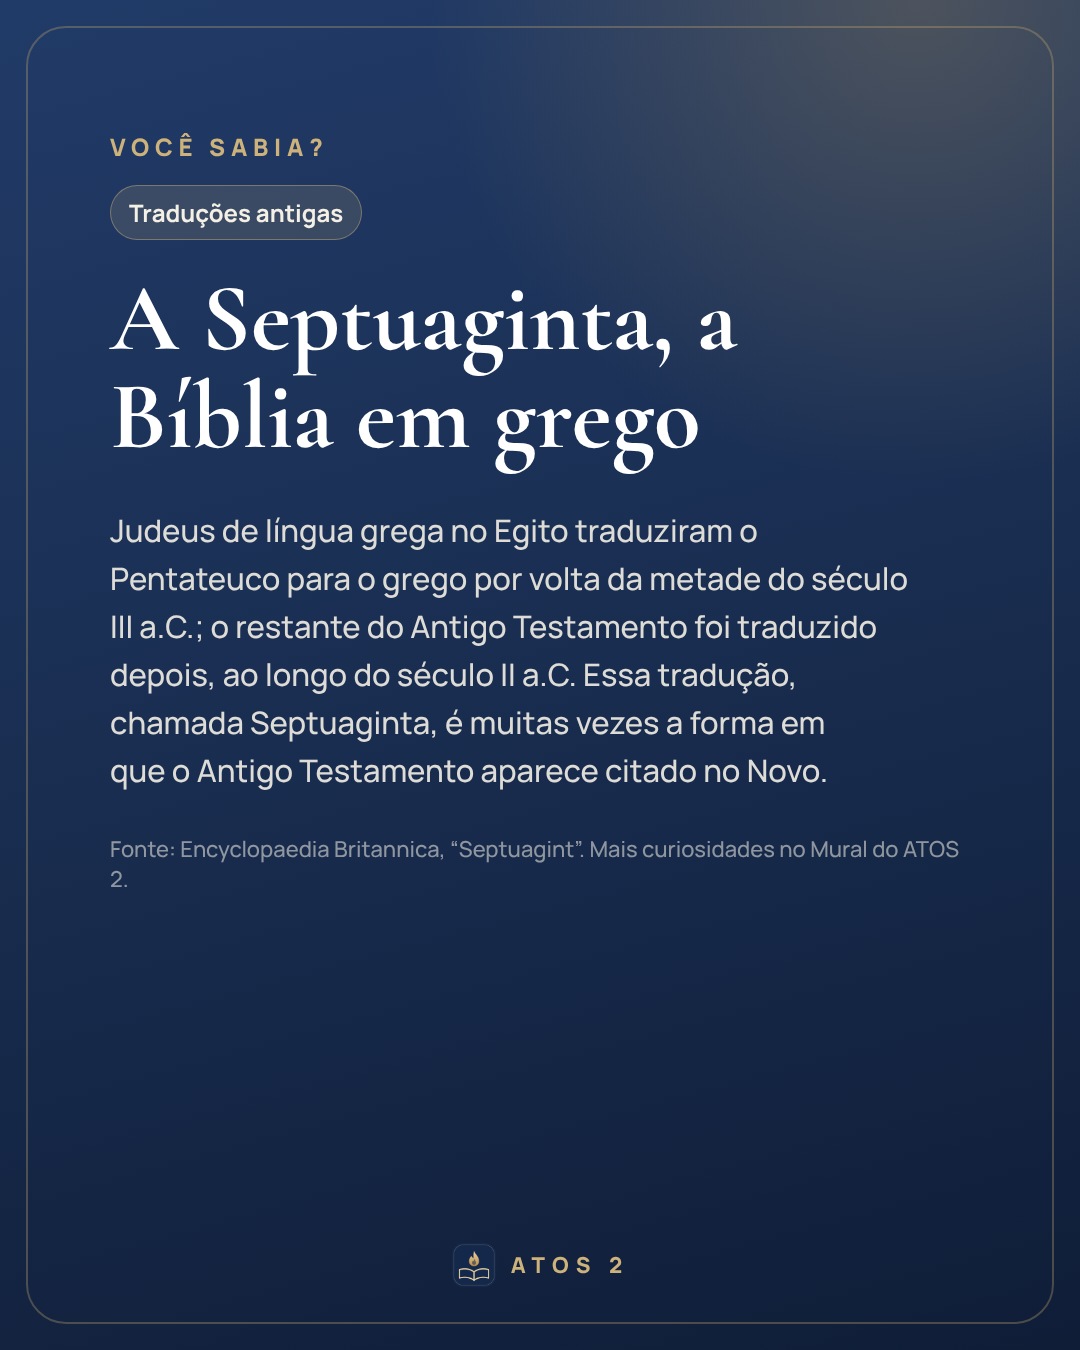 VOCÊ SABIA?
Traduções antigas
A Septuaginta, a
Bíblia em grego
Judeus de língua grega no Egito traduziram o
Pentateuco para o grego por volta da metade do século
III a.C.; o restante do Antigo Testamento foi traduzido
depois, ao longo do século II a.C. Essa tradução,
chamada Septuaginta, é muitas vezes a forma em
que o Antigo Testamento aparece citado no Novo.
Fonte: Encyclopaedia Britannica, “Septuagint”. Mais curiosidades no Mural do ATOS
2.
ATOS 2